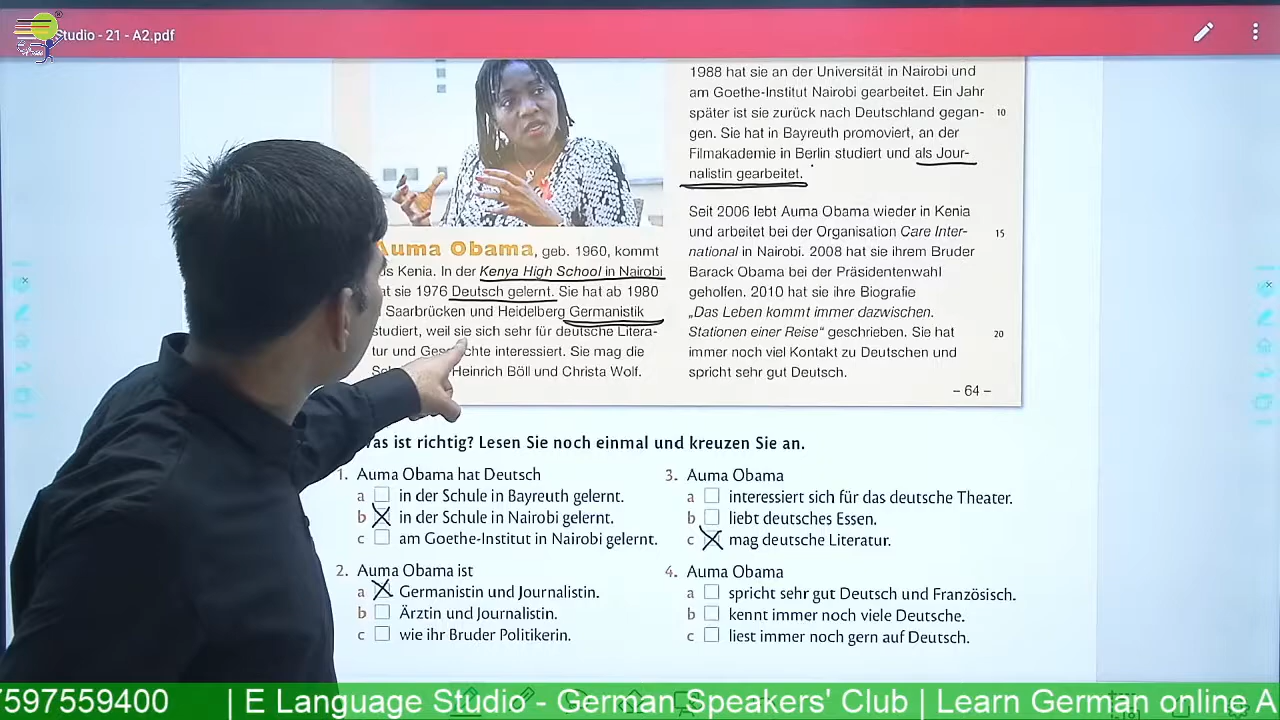 Studio - 21 - A2.pdf
1988 hat sie an der Universität in Nairobi und
am Goethe-Institut Nairobi gearbeitet. Ein Jahr
später ist sie zurück nach Deutschland gegan- 10
gen. Sie hat in Bayreuth promoviert, an der
Filmakademie in Berlin studiert und als Jour-
nalistin gearbeitet.
Seit 2006 lebt Auma Obama wieder in Kenia
und arbeitet bei der Organisation Care Inter- 15
national in Nairobi. 2008 hat sie ihrem Bruder
Barack Obama bei der Präsidentenwahl
geholfen. 2010 hat sie ihre Biografie
„Das Leben kommt immer dazwischen.
Stationen einer Reise“ geschrieben. Sie hat 20
immer noch viel Kontakt zu Deutschen und
spricht sehr gut Deutsch.
– 64 –
Auma Obama, geb. 1960, kommt
us Kenia. In der Kenya High School in Nairobi
at sie 1976 Deutsch gelernt. Sie hat ab 1980
Saarbrücken und Heidelberg Germanistik
studiert, weil sie sich sehr für deutsche Litera-
tur und interessiert. Sie mag die
Heinrich Böll und Christa Wolf.
Was ist richtig? Lesen Sie noch einmal und kreuzen Sie an.
1. Auma Obama hat Deutsch
a in der Schule in Bayreuth gelernt.
b in der Schule in Nairobi gelernt.
c am Goethe-Institut in Nairobi gelernt.
2. Auma Obama ist
a Germanistin und Journalistin.
b Ärztin und Journalistin.
c wie ihr Bruder Politikerin.
3. Auma Obama
a interessiert sich für das deutsche Theater.
b liebt deutsches Essen.
c mag deutsche Literatur.
4. Auma Obama
a spricht sehr gut Deutsch und Französisch.
b kennt immer noch viele Deutsche.
c liest immer noch gern auf Deutsch.
7597559400 | E Language Studio - German Speakers' Club | Learn German online A